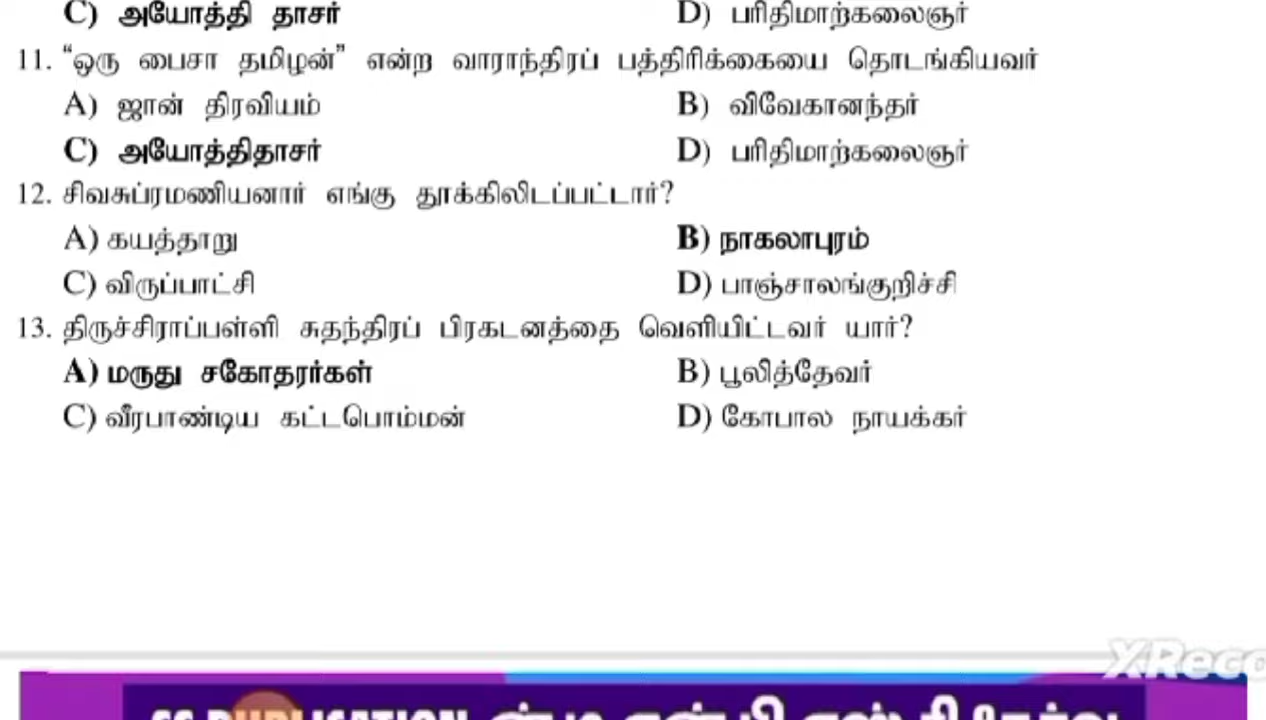 C) அயோத்தி தாசர் D) பரிதிமாற்கலைஞர்
11. “ஒரு பைசா தமிழன்” என்ற வாராந்திரப் பத்திரிக்கையை தொடங்கியவர்
A) ஜான் திரவியம் B) விவேகானந்தர்
C) அயோத்திதாசர் D) பரிதிமாற்கலைஞர்
12. சிவசுப்ரமணியனார் எங்கு தூக்கிலிடப்பட்டார்?
A) கயத்தாறு B) நாகலாபுரம்
C) விருப்பாட்சி D) பாஞ்சாலங்குறிச்சி
13. திருச்சிராப்பள்ளி சுதந்திரப் பிரகடனத்தை வெளியிட்டவர் யார்?
A) மருது சகோதரர்கள் B) பூலித்தேவர்
C) வீரபாண்டிய கட்டபொம்மன் D) கோபால நாயக்கர்
XReco